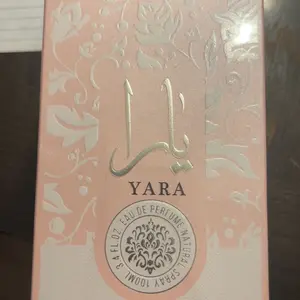 يارا
YARA
EAU DE PERFUME NATURAL SPRAY 100ML 3.4 FL.OZ.